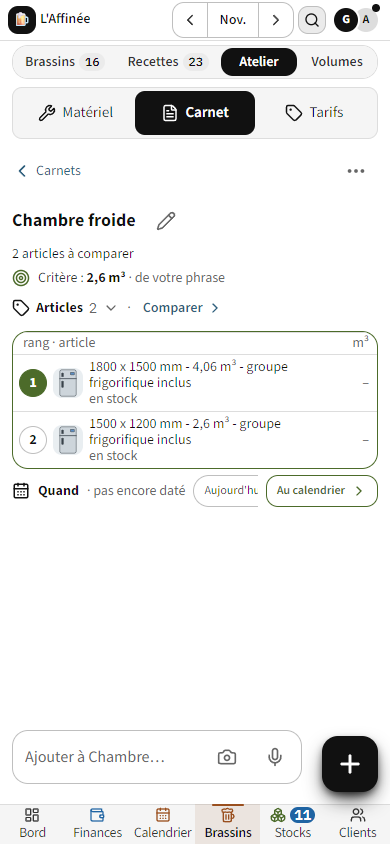 L'Affinée
Nov.
G
A
Brassins 16
Recettes 23
Atelier
Volumes
Matériel
Carnet
Tarifs
Carnets
Chambre froide
2 articles à comparer
Critère : 2,6 m³ · de votre phrase
Articles 2 · Comparer
rang · article m³
1 1800 x 1500 mm - 4,06 m³ - groupe
frigorifique inclus –
en stock
2 1500 x 1200 mm - 2,6 m³ - groupe
frigorifique inclus –
en stock
Quand · pas encore daté Aujourd'hu Au calendrier
Ajouter à Chambre…
Bord
Finances
Calendrier
Brassins
11
Stocks
Clients